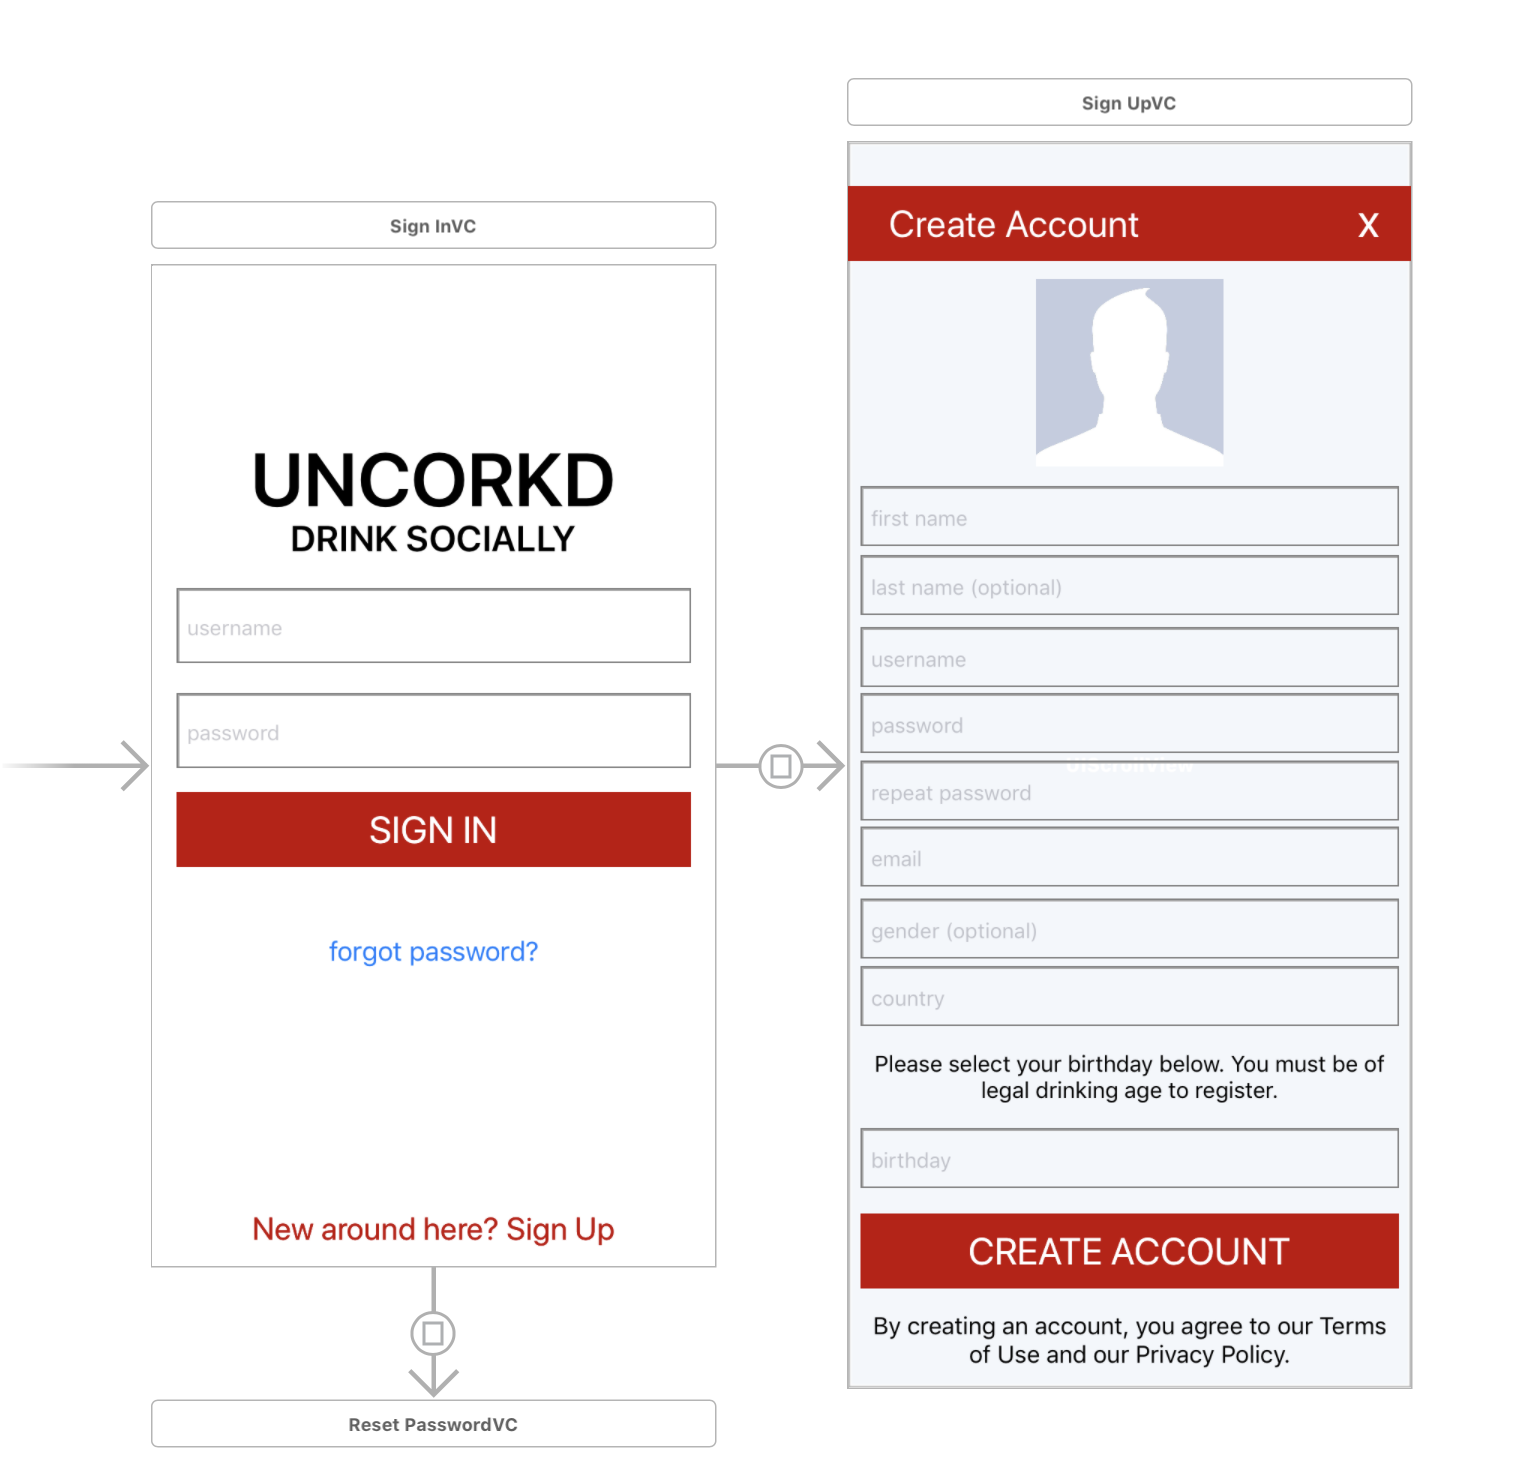 Sign InVC
UNCORKD
DRINK SOCIALLY
username
password
SIGN IN
forgot password?
New around here? Sign Up
Reset PasswordVC
Sign UpVC
Create Account
X
first name
last name (optional)
username
password
UIScrollView
repeat password
email
gender (optional)
country
Please select your birthday below. You must be of
legal drinking age to register.
birthday
CREATE ACCOUNT
By creating an account, you agree to our Terms
of Use and our Privacy Policy.